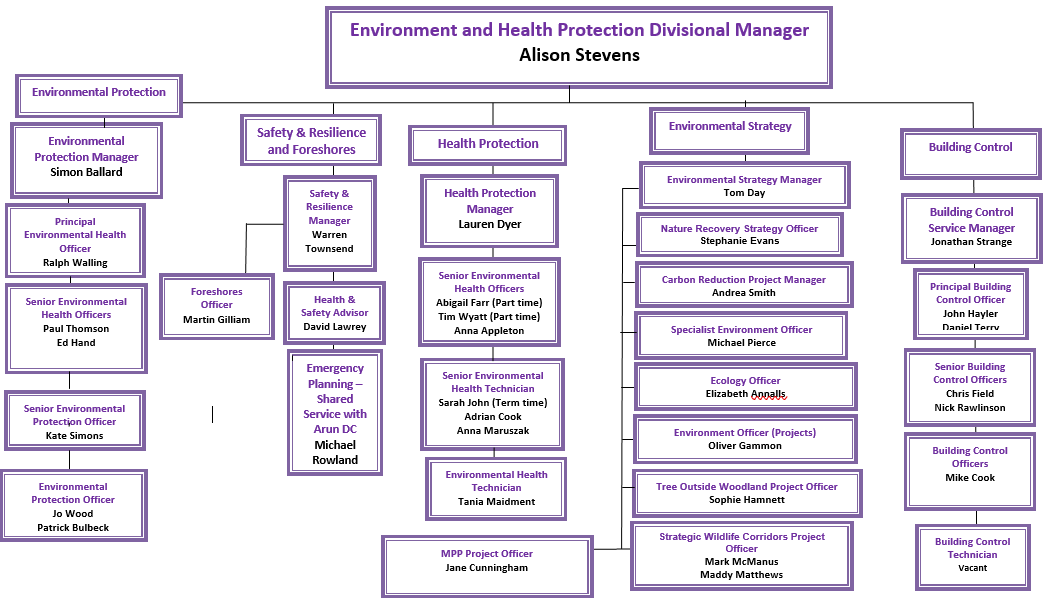 Environment and Health Protection Divisional Manager
Alison Stevens
Environmental Protection
Environmental
Protection Manager
Simon Ballard
Principal
Environmental Health
Officer
Ralph Walling
Senior Environmental
Health Officers
Paul Thomson
Ed Hand
Senior Environmental
Protection Officer
Kate Simons
Environmental
Protection Officer
Jo Wood
Patrick Bulbeck
Safety & Resilience
and Foreshores
Safety &
Resilience
Manager
Warren
Townsend
Foreshores
Officer
Martin Gilliam
Health &
Safety Advisor
David Lawrey
Emergency
Planning –
Shared
Service with
Arun DC
Michael
Rowland
Health Protection
Health Protection
Manager
Lauren Dyer
Senior Environmental
Health Officers
Abigail Farr (Part time)
Tim Wyatt (Part time)
Anna Appleton
Senior Environmental
Health Technician
Sarah John (Term time)
Adrian Cook
Anna Maruszak
Environmental Health
Technician
Tania Maidment
MPP Project Officer
Jane Cunningham
Environmental Strategy
Environmental Strategy Manager
Tom Day
Nature Recovery Strategy Officer
Stephanie Evans
Carbon Reduction Project Manager
Andrea Smith
Specialist Environment Officer
Michael Pierce
Ecology Officer
Elizabeth Annalls
Environment Officer (Projects)
Oliver Gammon
Tree Outside Woodland Project Officer
Sophie Hamnett
Strategic Wildlife Corridors Project
Officer
Mark McManus
Maddy Matthews
Building Control
Building Control
Service Manager
Jonathan Strange
Principal Building
Control Officer
John Hayler
Daniel Terry
Senior Building
Control Officers
Chris Field
Nick Rawlinson
Building Control
Officers
Mike Cook
Building Control
Technician
Vacant